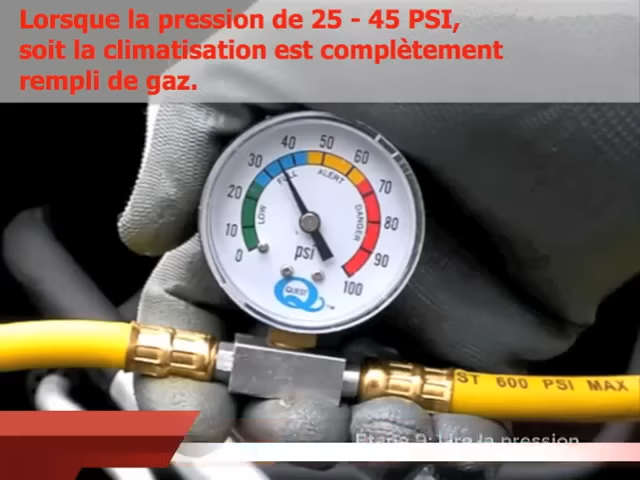 Lorsque la pression de 25 - 45 PSI,
soit la climatisation est complètement
rempli de gaz.
0
10
20
30
40
50
60
70
80
90
100
LOW
FULL
ALERT
DANGER
psi
QUEST
ST 600 PSI MAX
Etape 9: Lire la pression